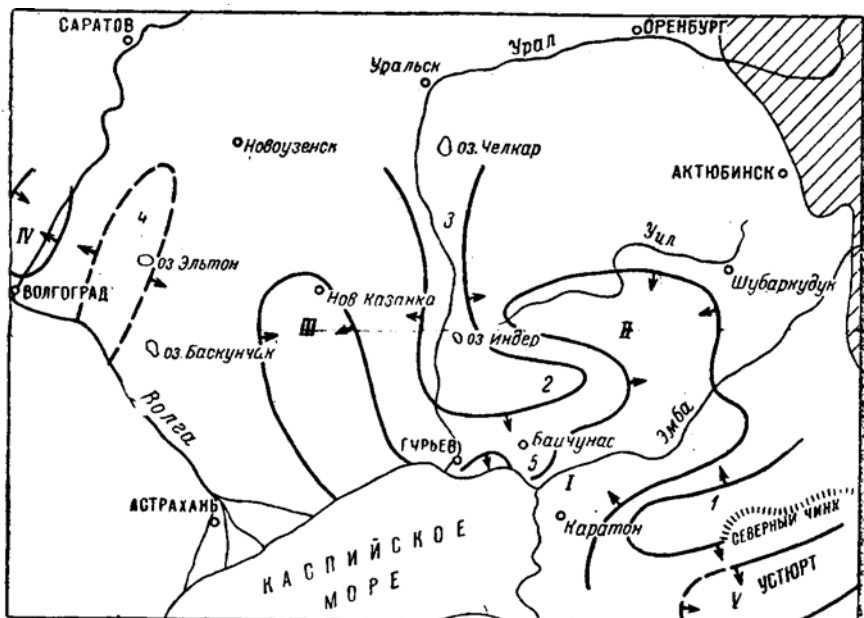 САРАТОВ
ОРЕНБУРГ
Урал
Уральск
Новоузенск
оз. Челкар
АКТЮБИНСК
4
3
IV
Уил
оз Эльтон
Шубаркудук
ВОЛГОГРАД
Нов Казанка
III
II
оз Индер
оз. Баскунчак
2
Волга
Эмба
ГУРЬЕВ
Баичунас
5
I
1
АСТРАХАНЬ
Каратон
СЕВЕРНЫЙ ЧИНК
КАСПИЙСКОЕ
МОРЕ
УСТЮРТ
V